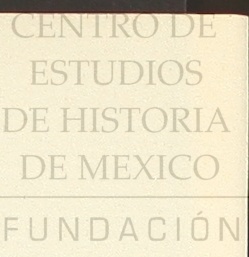 CENTRO DE
ESTUDIOS
DE HISTORIA
DE MEXICO
FUNDACIÓN